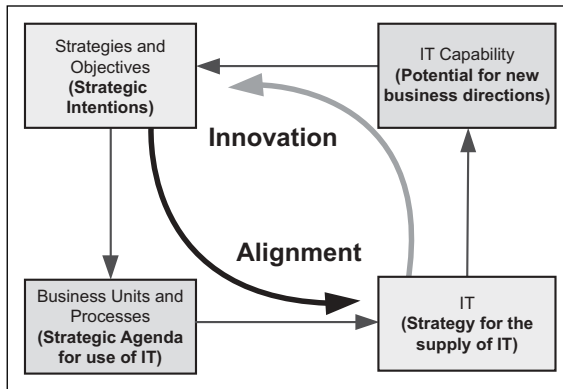 Strategies and
Objectives
(Strategic
Intentions)
IT Capability
(Potential for new
business directions)
Innovation
Alignment
Business Units and
Processes
(Strategic Agenda
for use of IT)
IT
(Strategy for the
supply of IT)